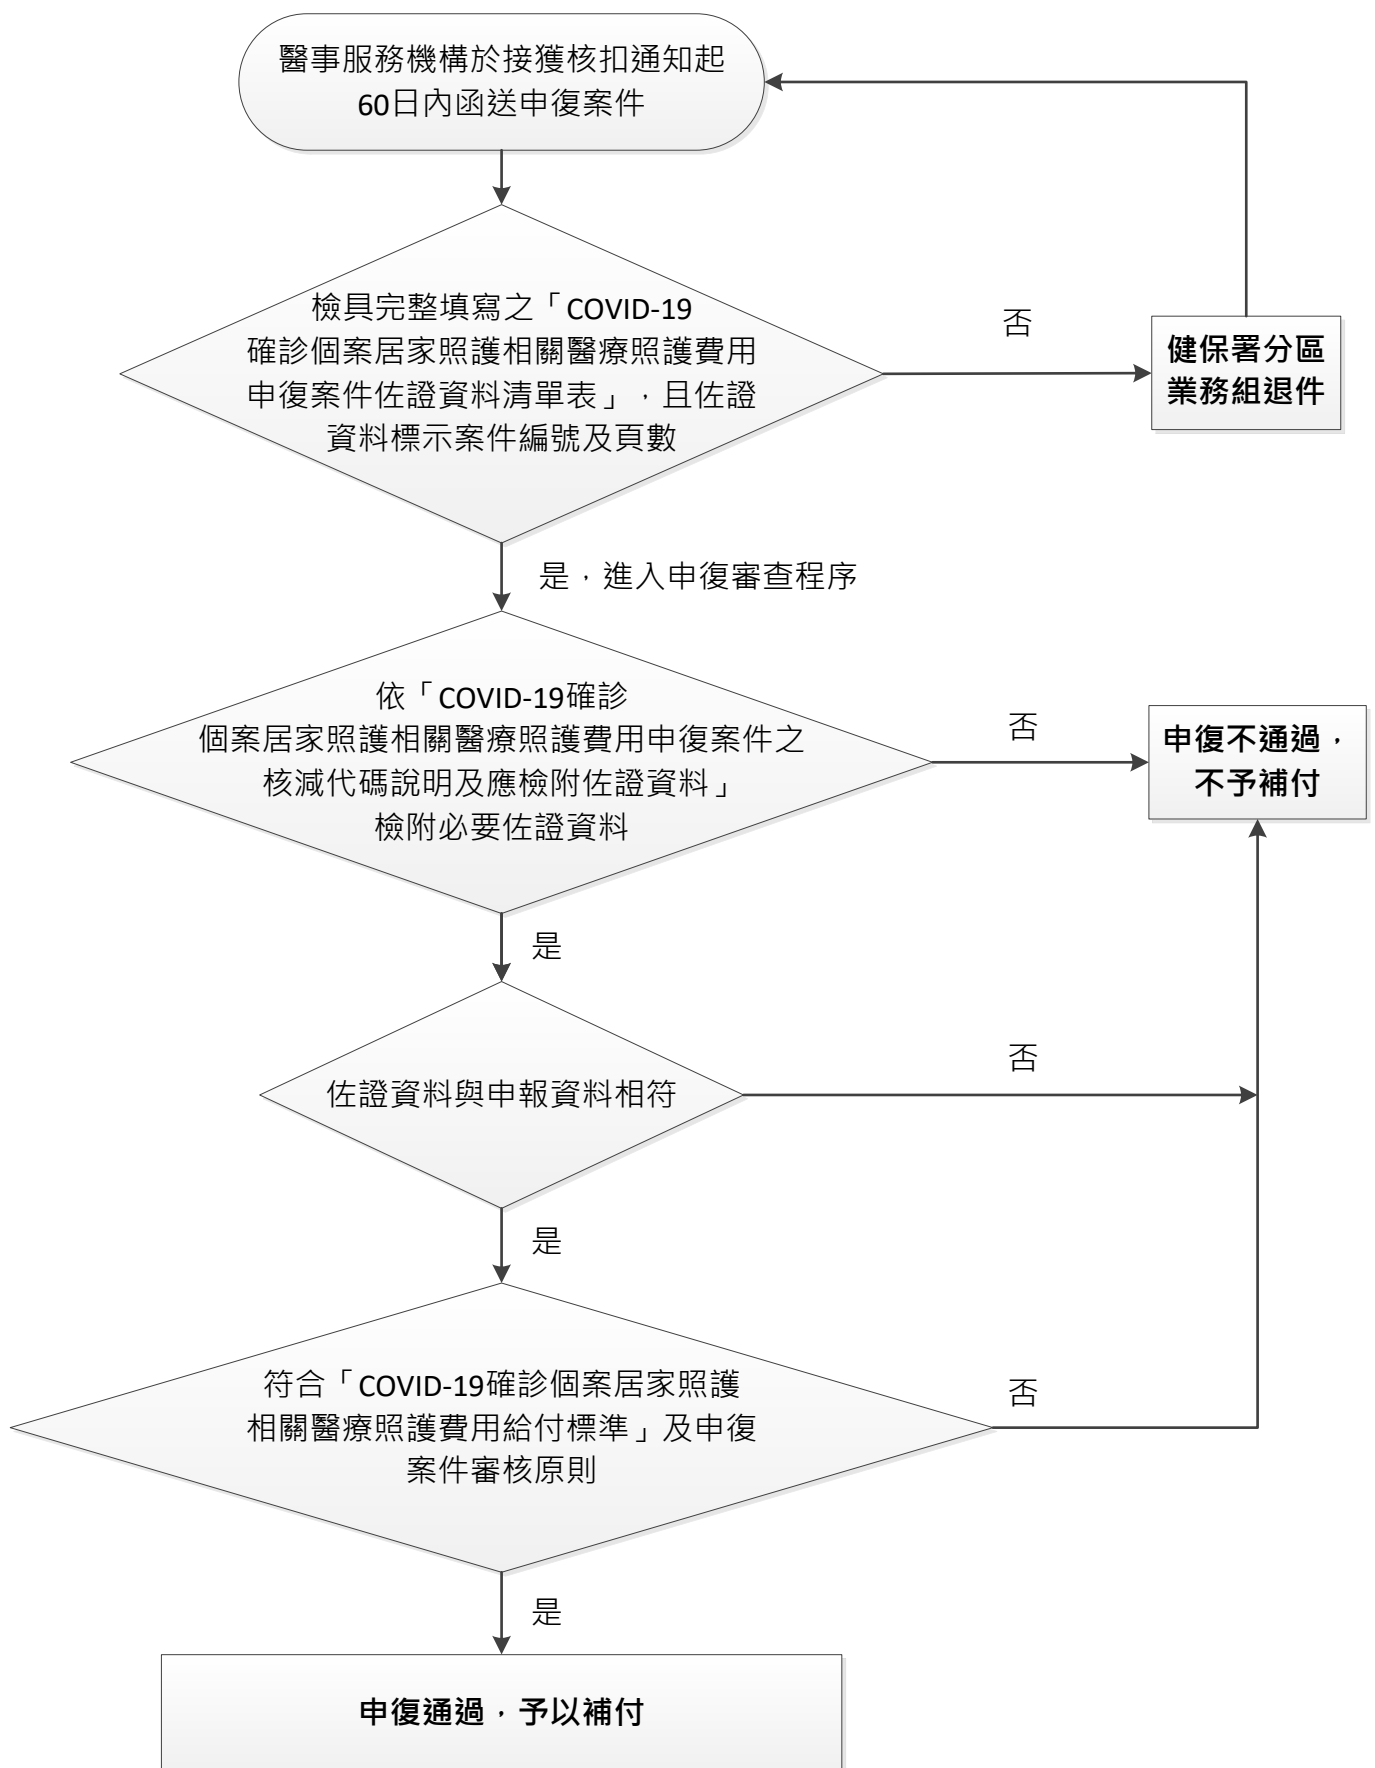 醫事服務機構於接獲核扣通知起
60日內函送申復案件
檢具完整填寫之「COVID-19
確診個案居家照護相關醫療照護費用
申復案件佐證資料清單表」，且佐證
資料標示案件編號及頁數
否
健保署分區
業務組退件
是，進入申復審查程序
依「COVID-19確診
個案居家照護相關醫療照護費用申復案件之
核減代碼說明及應檢附佐證資料」
檢附必要佐證資料
否
申復不通過，
不予補付
是
佐證資料與申報資料相符
否
是
符合「COVID-19確診個案居家照護
相關醫療照護費用給付標準」及申復
案件審核原則
否
是
申復通過，予以補付